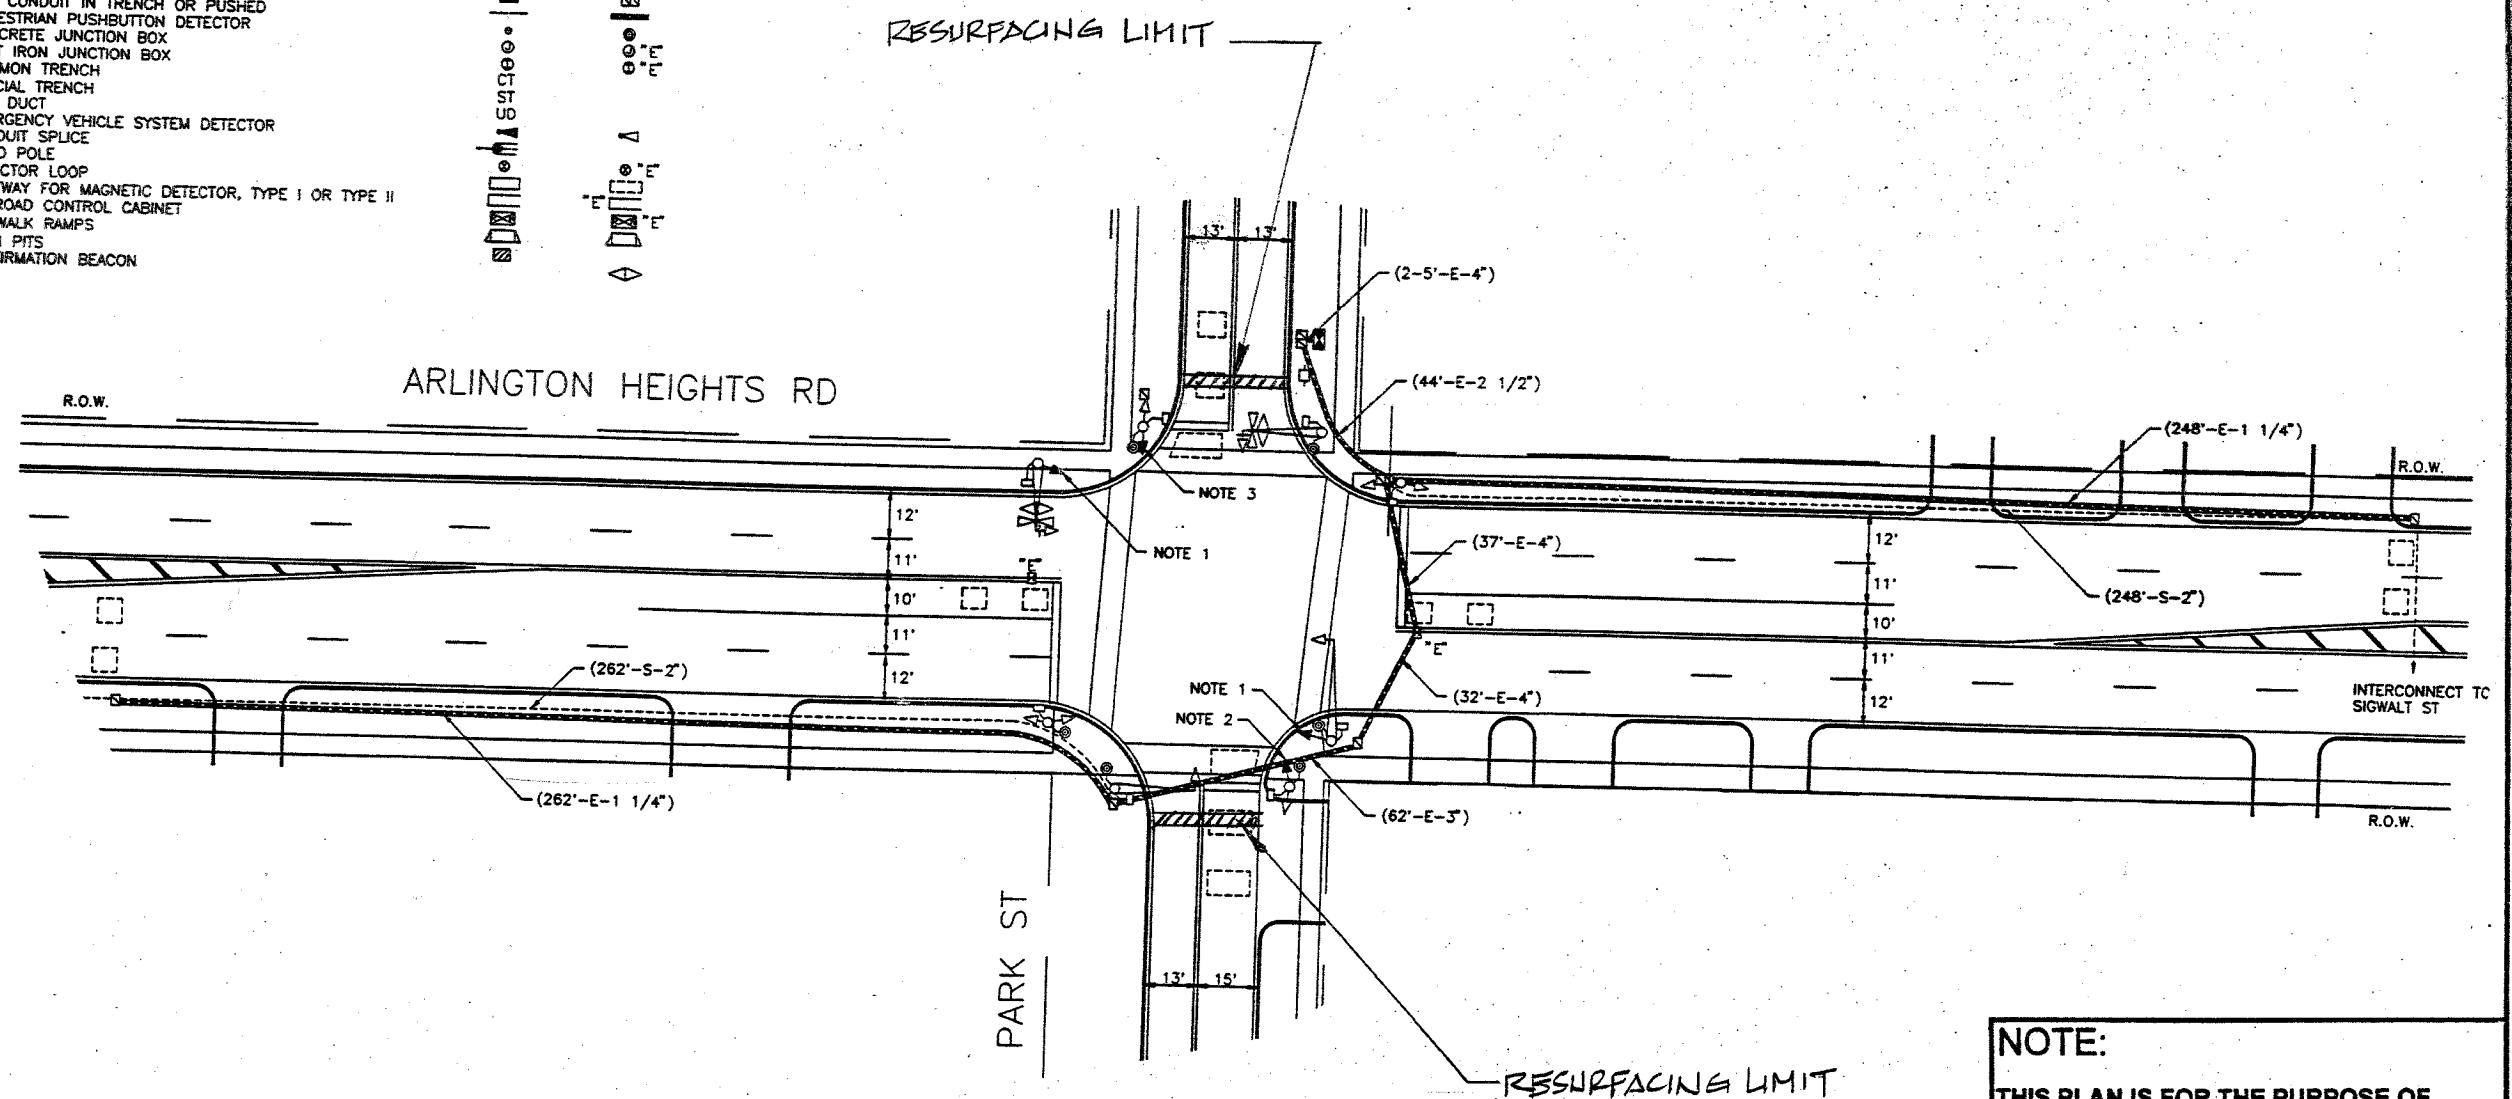 CONDUIT IN TRENCH OR PUSHED
ESTRIAN PUSHBUTTON DETECTOR
CRETE JUNCTION BOX
T IRON JUNCTION BOX
MON TRENCH
CIAL TRENCH
DUCT
RGENCY VEHICLE SYSTEM DETECTOR
DUIT SPLICE
D POLE
CTOR LOOP
WAY FOR MAGNETIC DETECTOR, TYPE I OR TYPE II
ROAD CONTROL CABINET
WALK RAMPS
PITS
IRMATION BEACON
CT
ST
UD
"E"
"E"
"E"
"E"
"E"
RESURFACING LIMIT
13' 13'
(2-5'-E-4")
(44'-E-2 1/2")
ARLINGTON HEIGHTS RD
R.O.W.
(248'-E-1 1/4")
R.O.W.
NOTE 3
NOTE 1
12'
11'
10'
11'
12'
"E"
(37'-E-4")
12'
11'
10'
11'
12'
(248'-S-2")
"E"
(262'-S-2")
NOTE 1
NOTE 2
(32'-E-4")
INTERCONNECT TO
SIGWALT ST
(262'-E-1 1/4")
(62'-E-3")
R.O.W.
PARK ST
13' 15'
RESURFACING LIMIT
NOTE:
THIS PLAN IS FOR THE PURPOSE OF